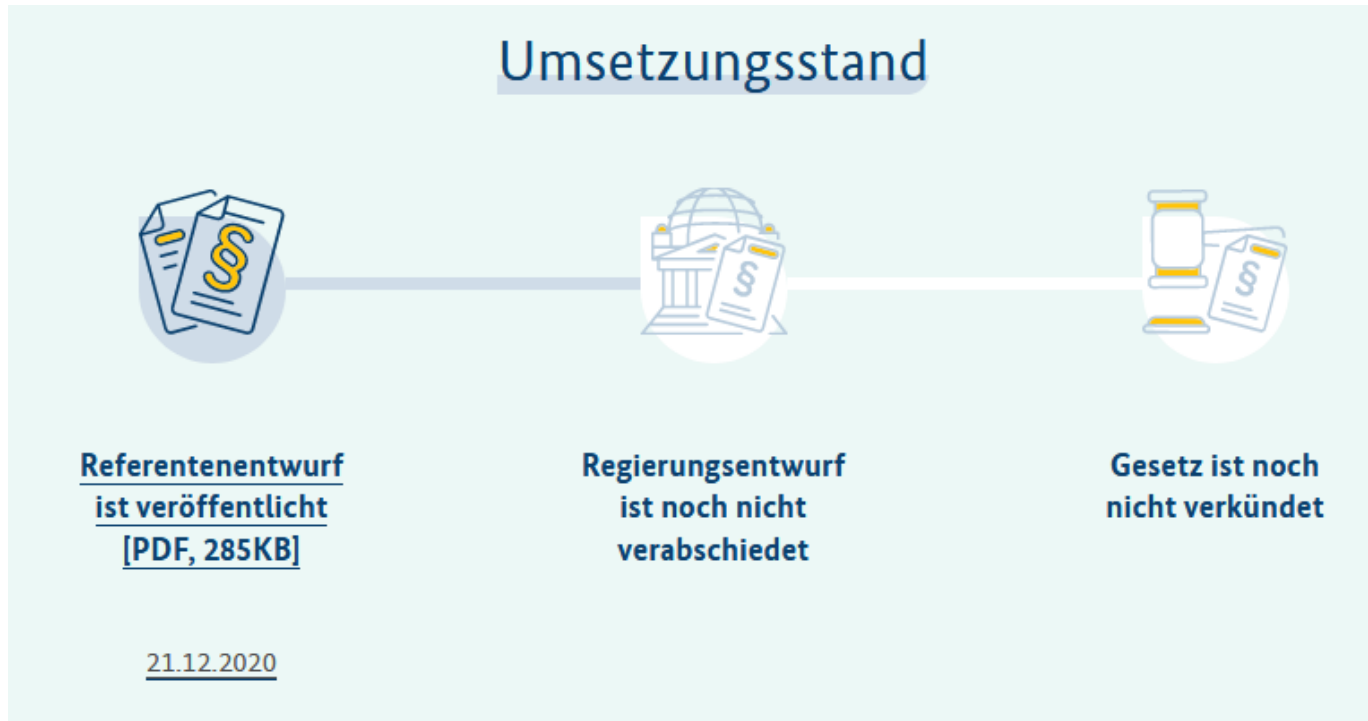 Umsetzungsstand
§
§
§
Referentenentwurf
ist veröffentlicht
[PDF, 285KB]
Regierungsentwurf
ist noch nicht
verabschiedet
Gesetz ist noch
nicht verkündet
21.12.2020